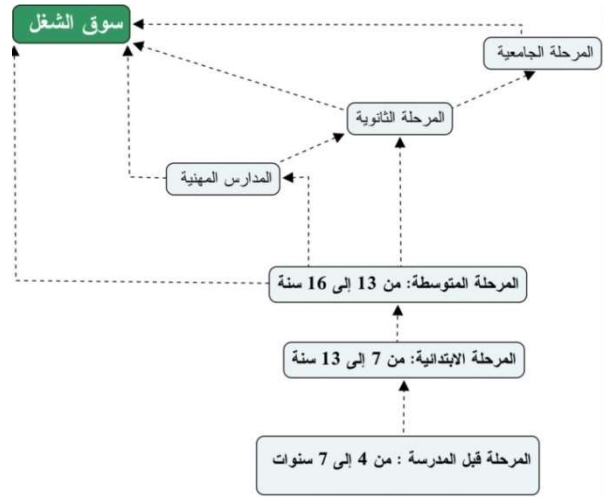 سوق الشغل
المرحلة الجامعية
المرحلة الثانوية
المدارس المهنية
المرحلة المتوسطة: من 13 إلى 16 سنة
المرحلة الابتدائية: من 7 إلى 13 سنة
المرحلة قبل المدرسة : من 4 إلى 7 سنوات